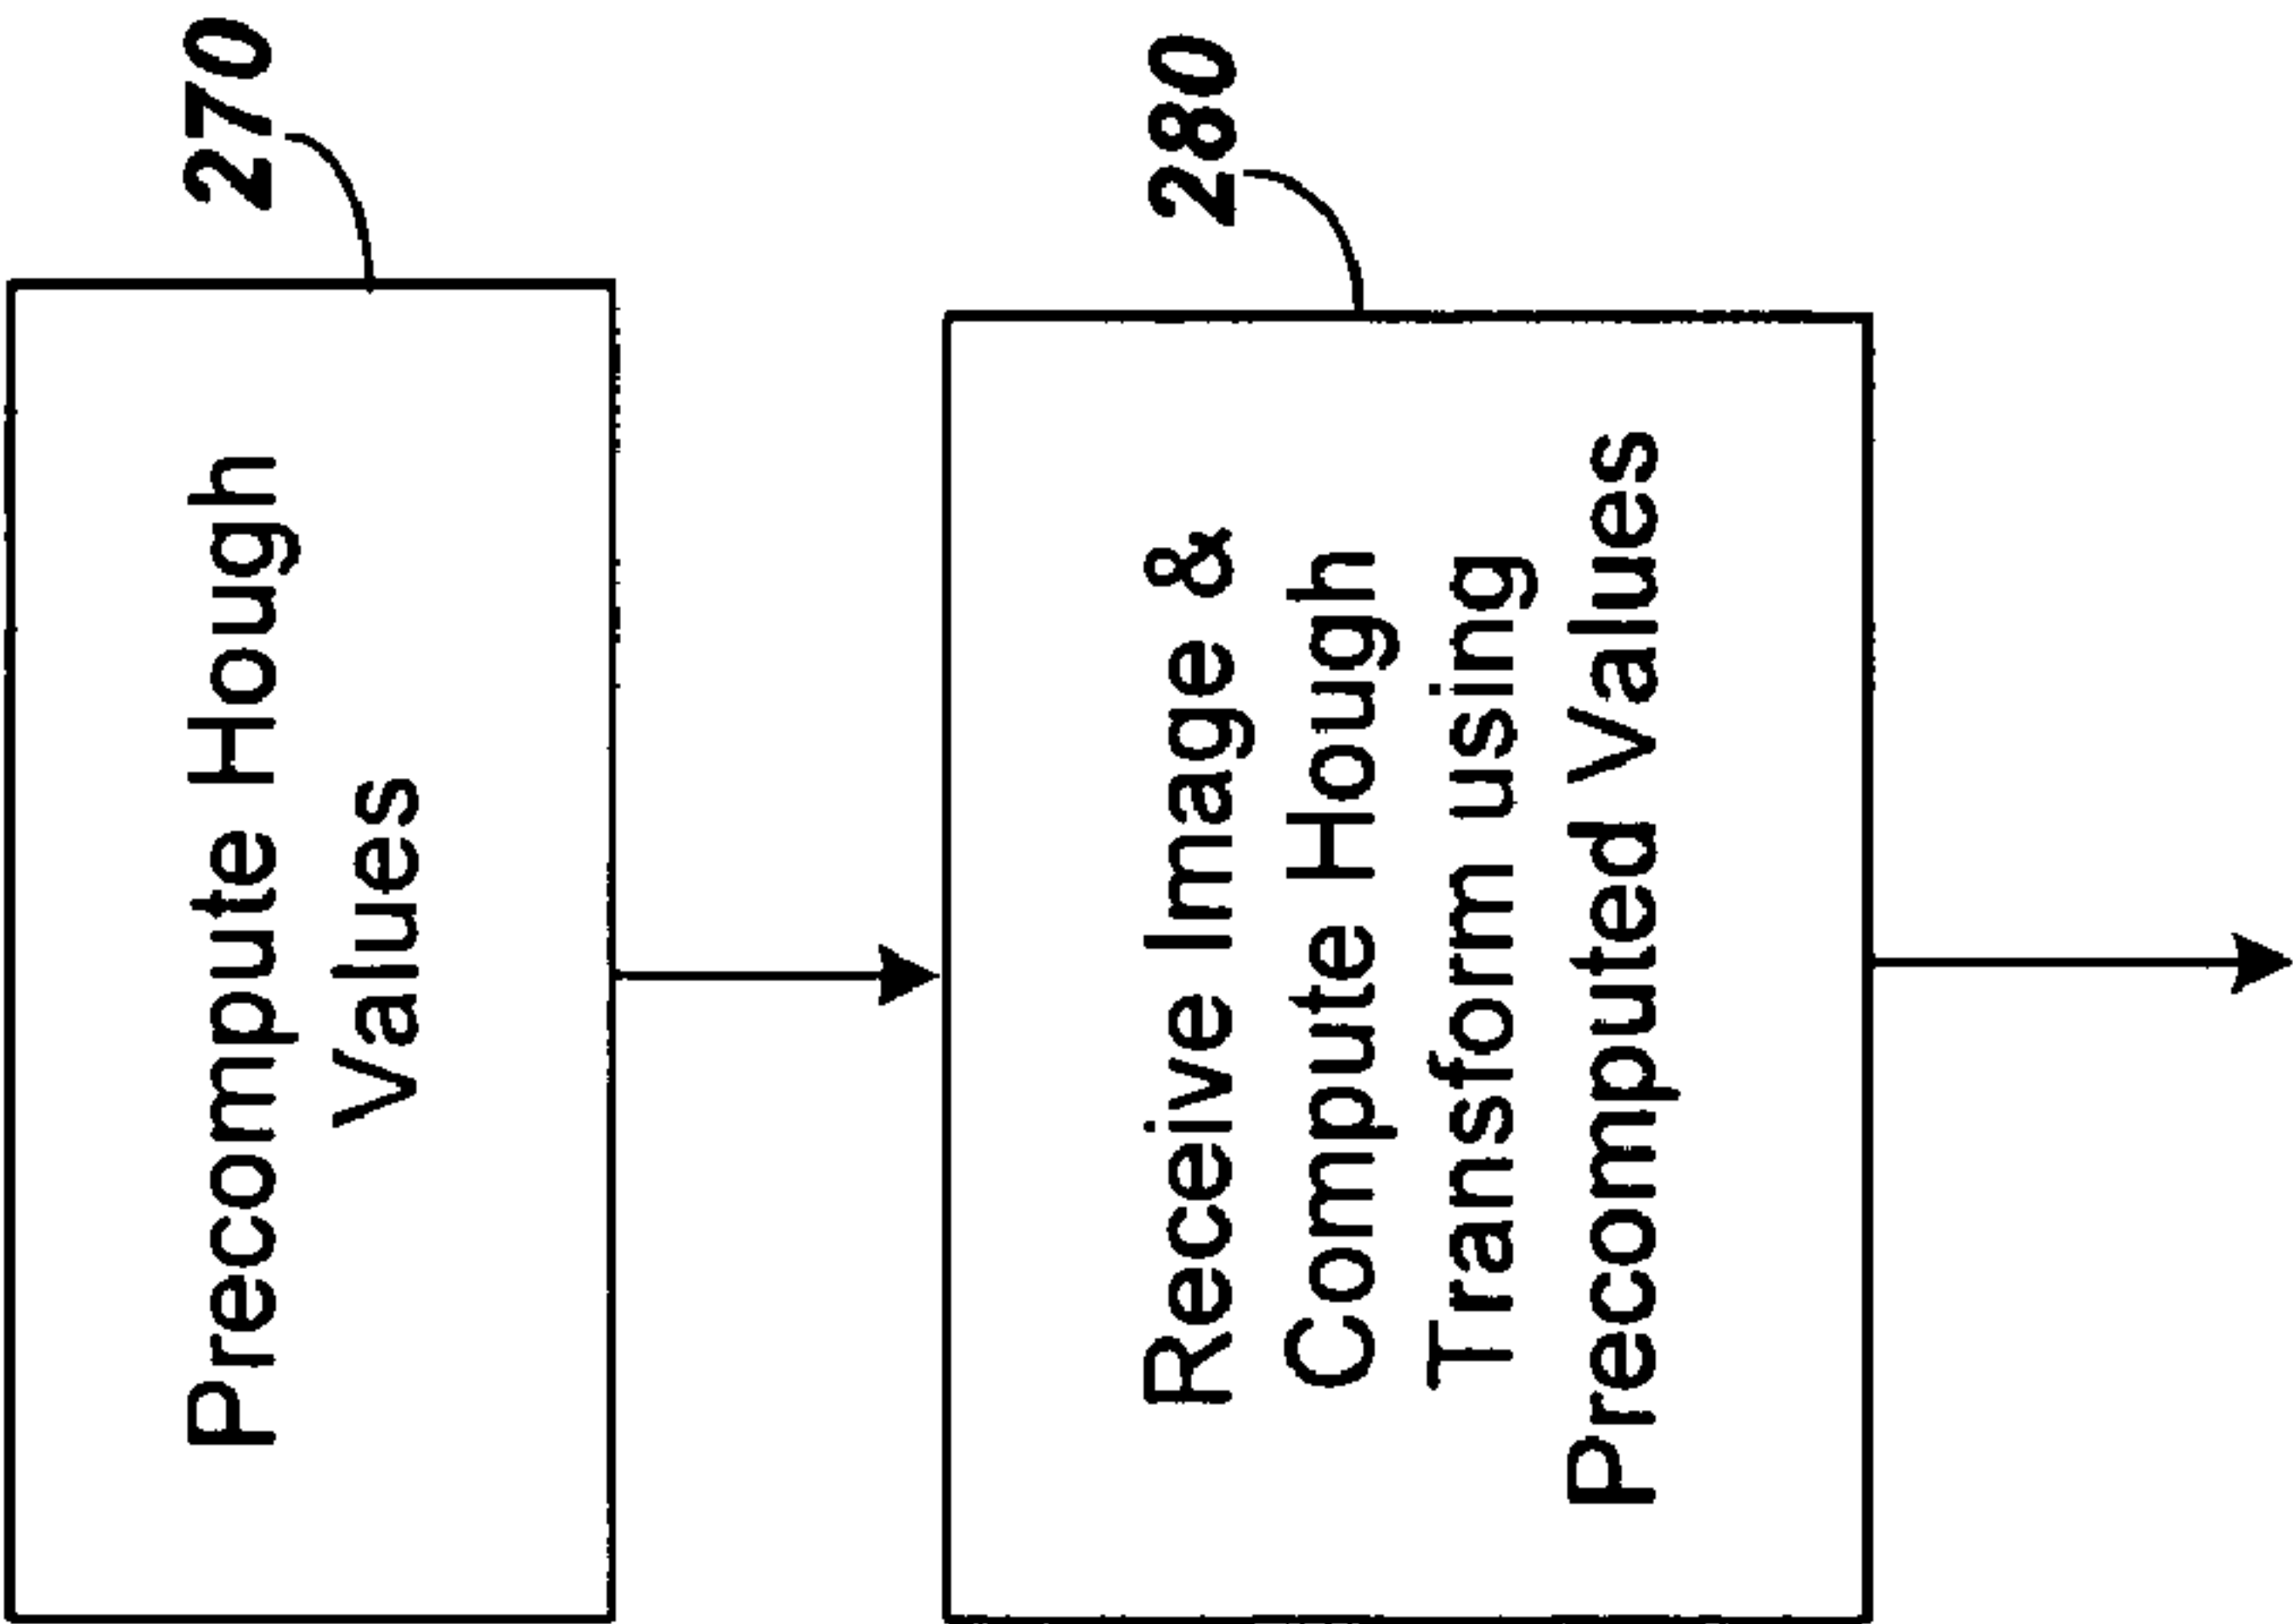 270
Precompute Hough
Values
280
Receive Image &
Compute Hough
Transform using
Precomputed Values